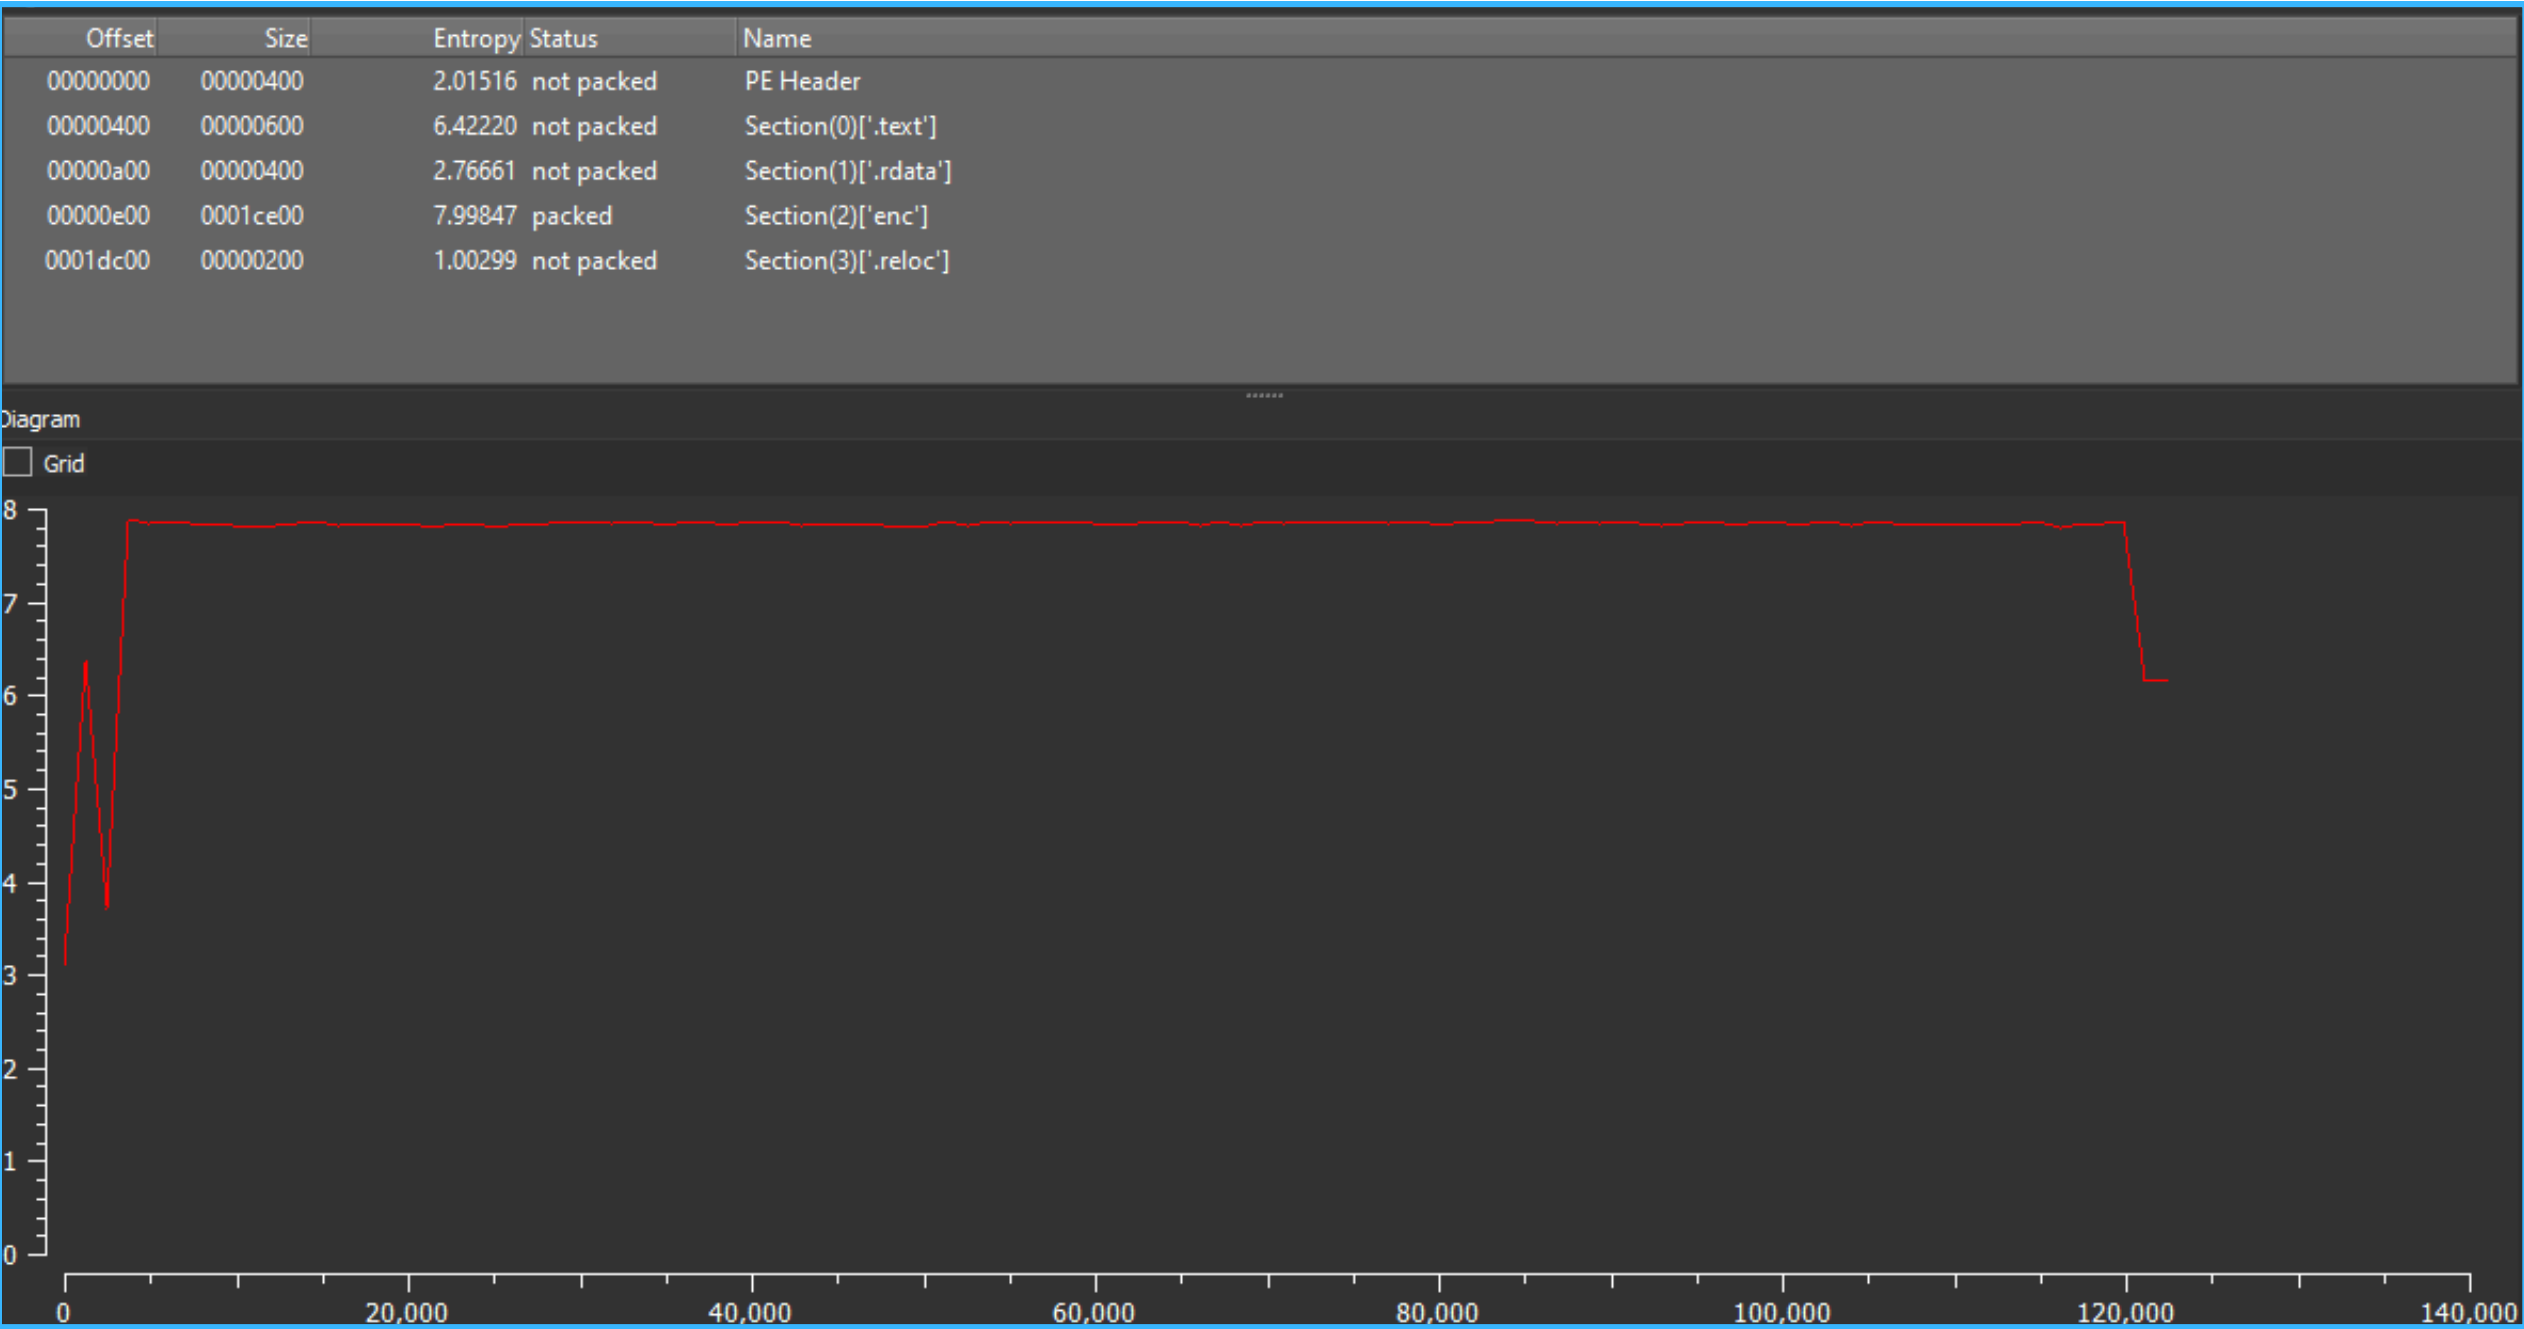 Offset Size Entropy Status Name
00000000 00000400 2.01516 not packed PE Header
00000400 00000600 6.42220 not packed Section(0)['.text']
00000a00 00000400 2.76661 not packed Section(1)['.rdata']
00000e00 0001ce00 7.99847 packed Section(2)['enc']
0001dc00 00000200 1.00299 not packed Section(3)['.reloc']
Diagram
Grid
8
7
6
5
4
3
2
1
0
0 20,000 40,000 60,000 80,000 100,000 120,000 140,000